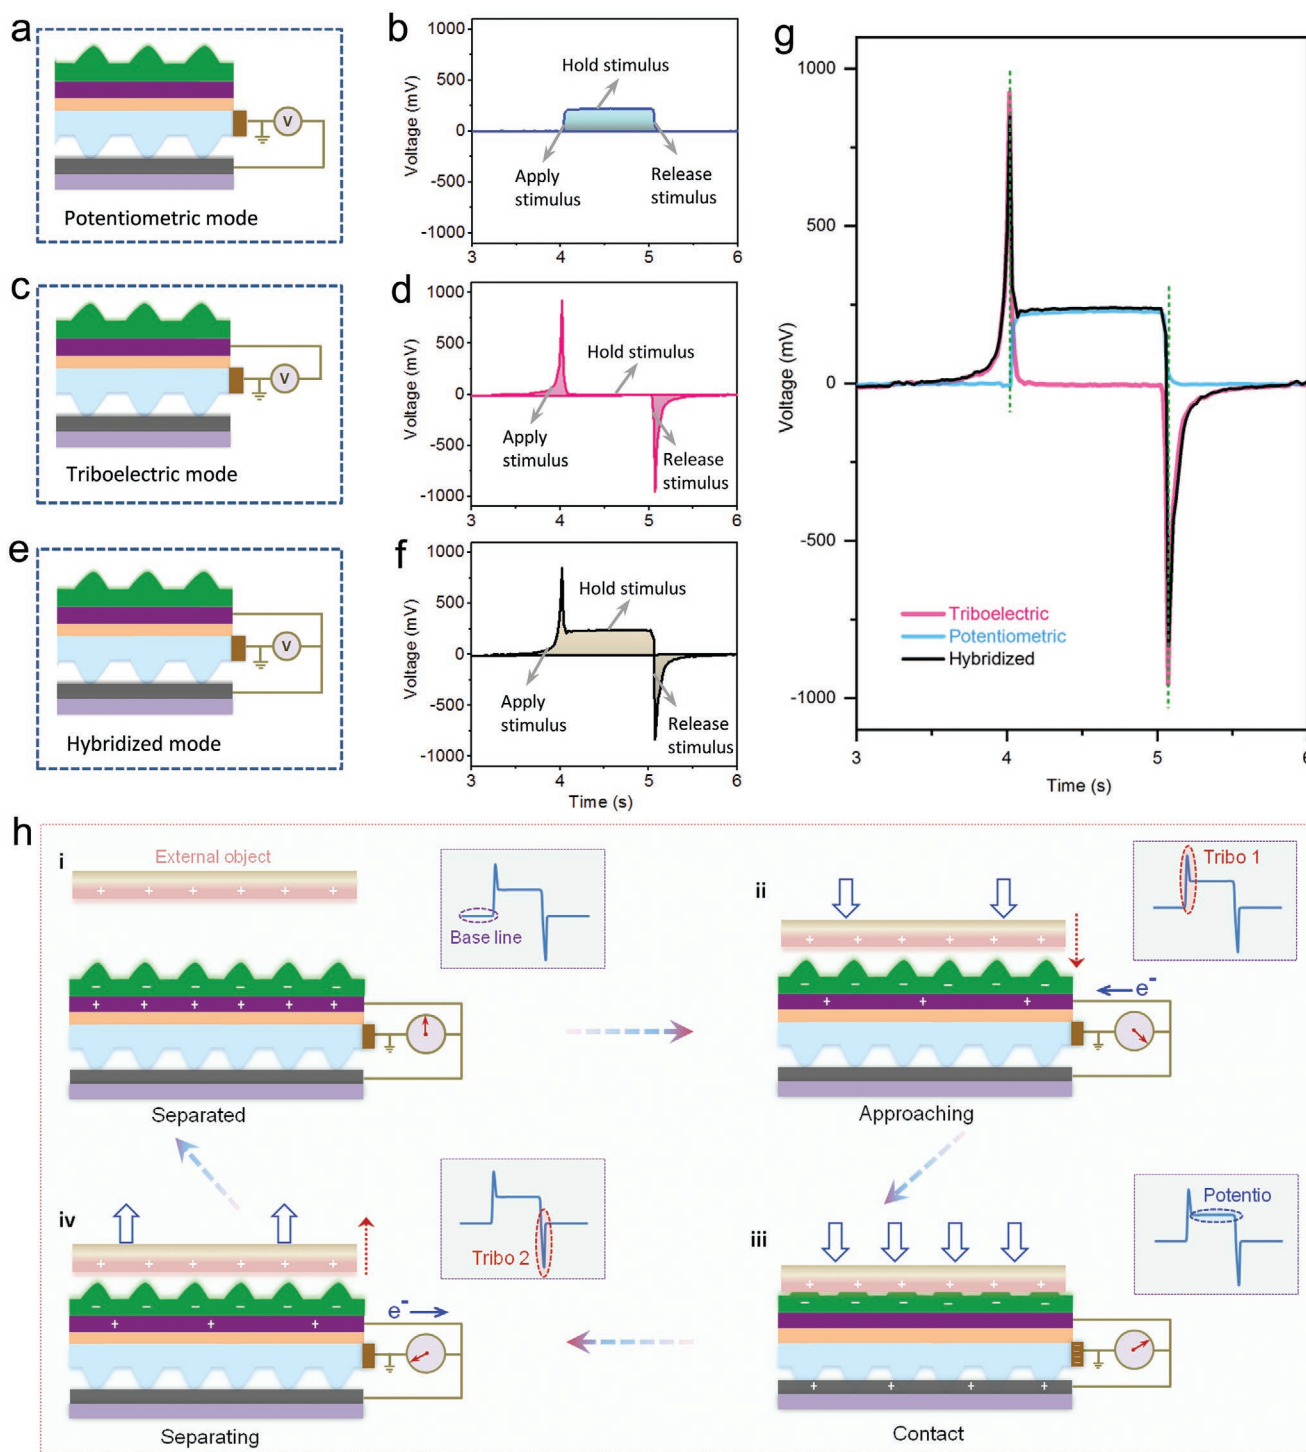 a
V
Potentiometric mode
b
1000
500
0
-500
-1000
Voltage (mV)
Hold stimulus
Apply
stimulus
Release
stimulus
3
4
5
6
c
V
Triboelectric mode
d
1000
500
0
-500
-1000
Voltage (mV)
Hold stimulus
Apply
stimulus
Release
stimulus
3
4
5
6
e
V
Hybridized mode
f
1000
500
0
-500
-1000
Voltage (mV)
Hold stimulus
Apply
stimulus
Release
stimulus
3
4
5
6
Time (s)
g
1000
500
0
-500
-1000
Voltage (mV)
Triboelectric
Potentiometric
Hybridized
3
4
5
6
Time (s)
h
i
External object
+ + + + + +
Base line
− − − − − −
+ + + + + +
Separated
ii
Tribo 1
+ + + + + +
− − − − − −
e-
+ + +
Approaching
iv
Tribo 2
+ + + + + +
− − − − − −
e-
+ + +
Separating
iii
Potentio
+ + + + + +
− − − − − −
+ + + +
Contact